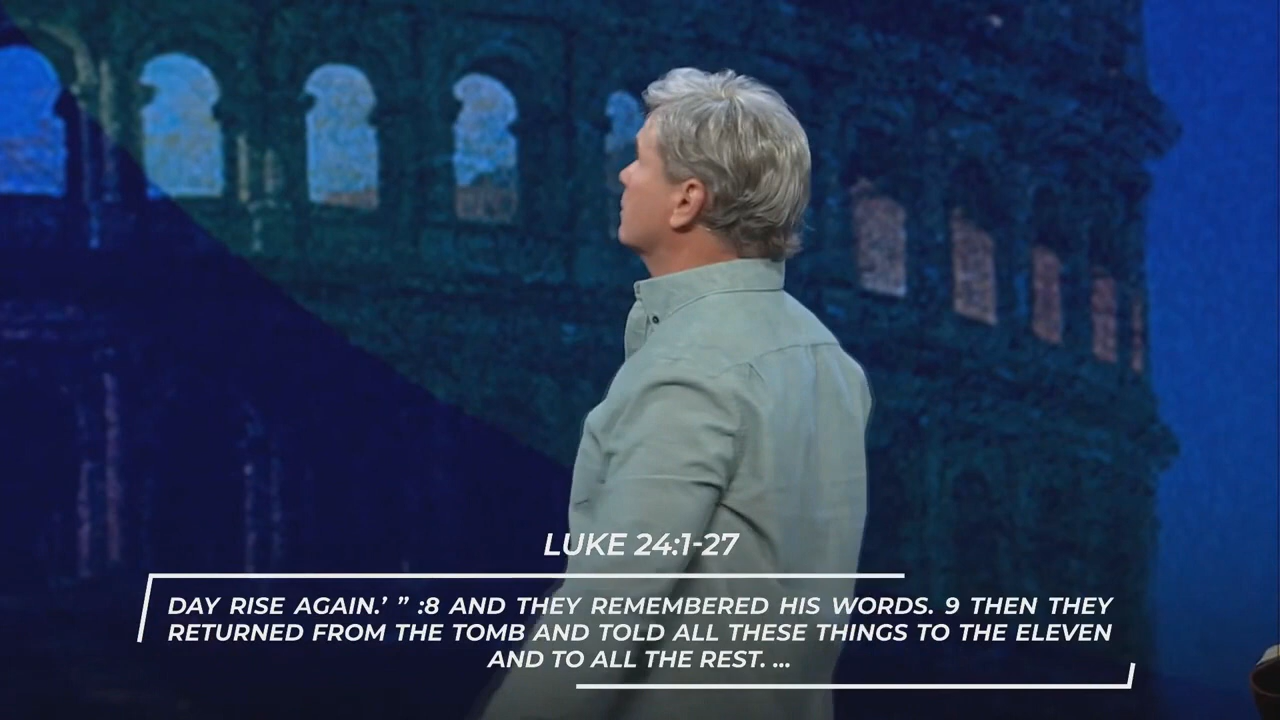 LUKE 24:1-27
DAY RISE AGAIN.’ ” :8 AND THEY REMEMBERED HIS WORDS. 9 THEN THEY
RETURNED FROM THE TOMB AND TOLD ALL THESE THINGS TO THE ELEVEN
AND TO ALL THE REST. ...